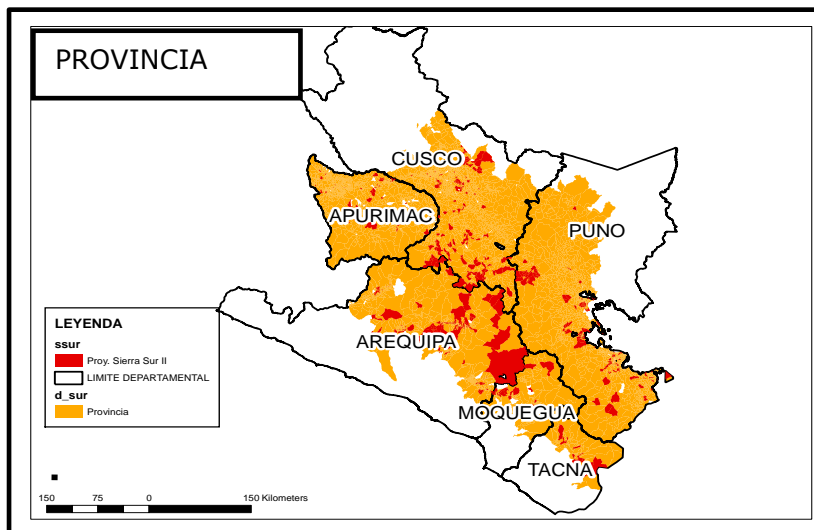 PROVINCIA
CUSCO
APURIMAC
PUNO
AREQUIPA
MOQUEGUA
TACNA
LEYENDA
ssur
Proy. Sierra Sur II
LIMITE DEPARTAMENTAL
d_sur
Provincia
150 75 0 150 Kilometers